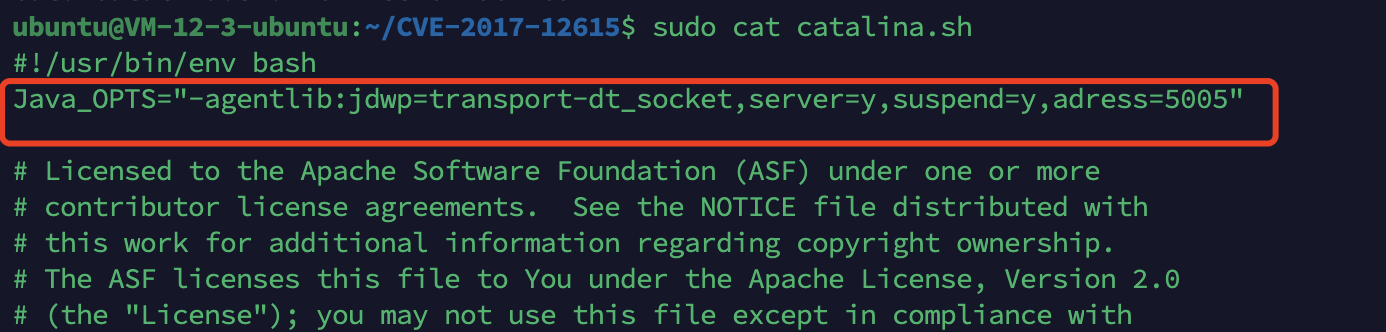 ubuntu@VM-12-3-ubuntu:~/CVE-2017-12615$ sudo cat catalina.sh
#!/usr/bin/env bash
Java_OPTS="-agentlib:jdwp=transport-dt_socket,server=y,suspend=y,adress=5005"
# Licensed to the Apache Software Foundation (ASF) under one or more
# contributor license agreements.  See the NOTICE file distributed with
# this work for additional information regarding copyright ownership.
# The ASF licenses this file to You under the Apache License, Version 2.0
# (the "License"); you may not use this file except in compliance with